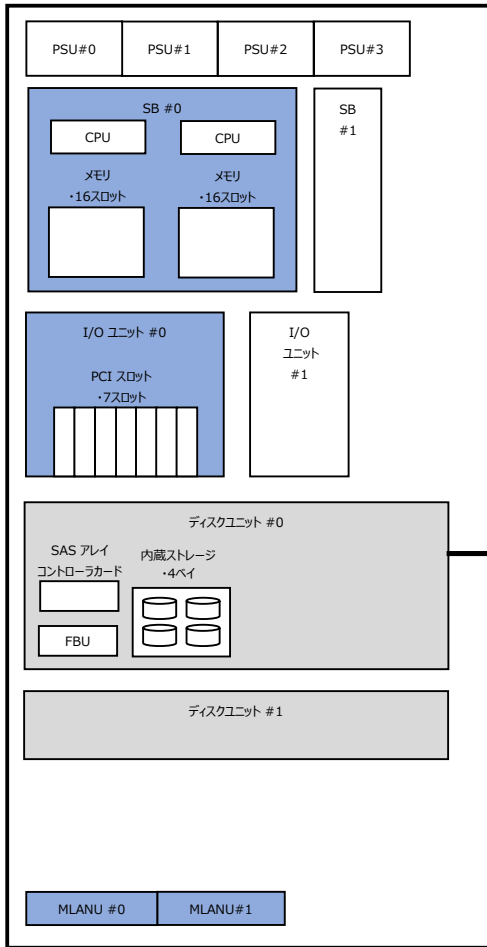 PSU#0 PSU#1 PSU#2 PSU#3
SB #0
CPU CPU
メモリ メモリ
・16スロット ・16スロット
SB
#1
I/O ユニット #0
PCI スロット
・7スロット
I/O
ユニット
#1
ディスクユニット #0
SAS アレイ
コントローラカード
FBU
内蔵ストレージ
・4ベイ
ディスクユニット #1
MLANU #0 MLANU#1